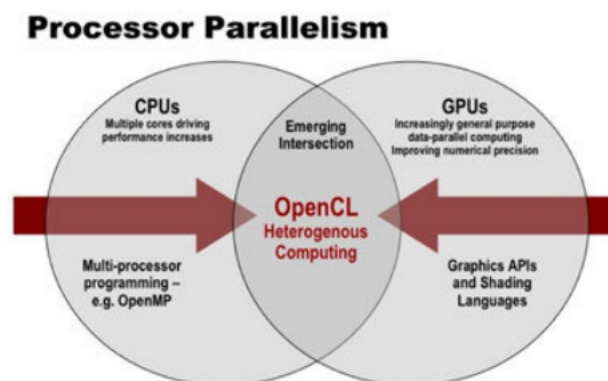 Processor Parallelism
CPUs
Multiple cores driving
performance increases
Emerging
Intersection
GPUs
Increasingly general purpose
data-parallel computing
Improving numerical precision
OpenCL
Heterogenous
Computing
Multi-processor
programming –
e.g. OpenMP
Graphics APIs
and Shading
Languages